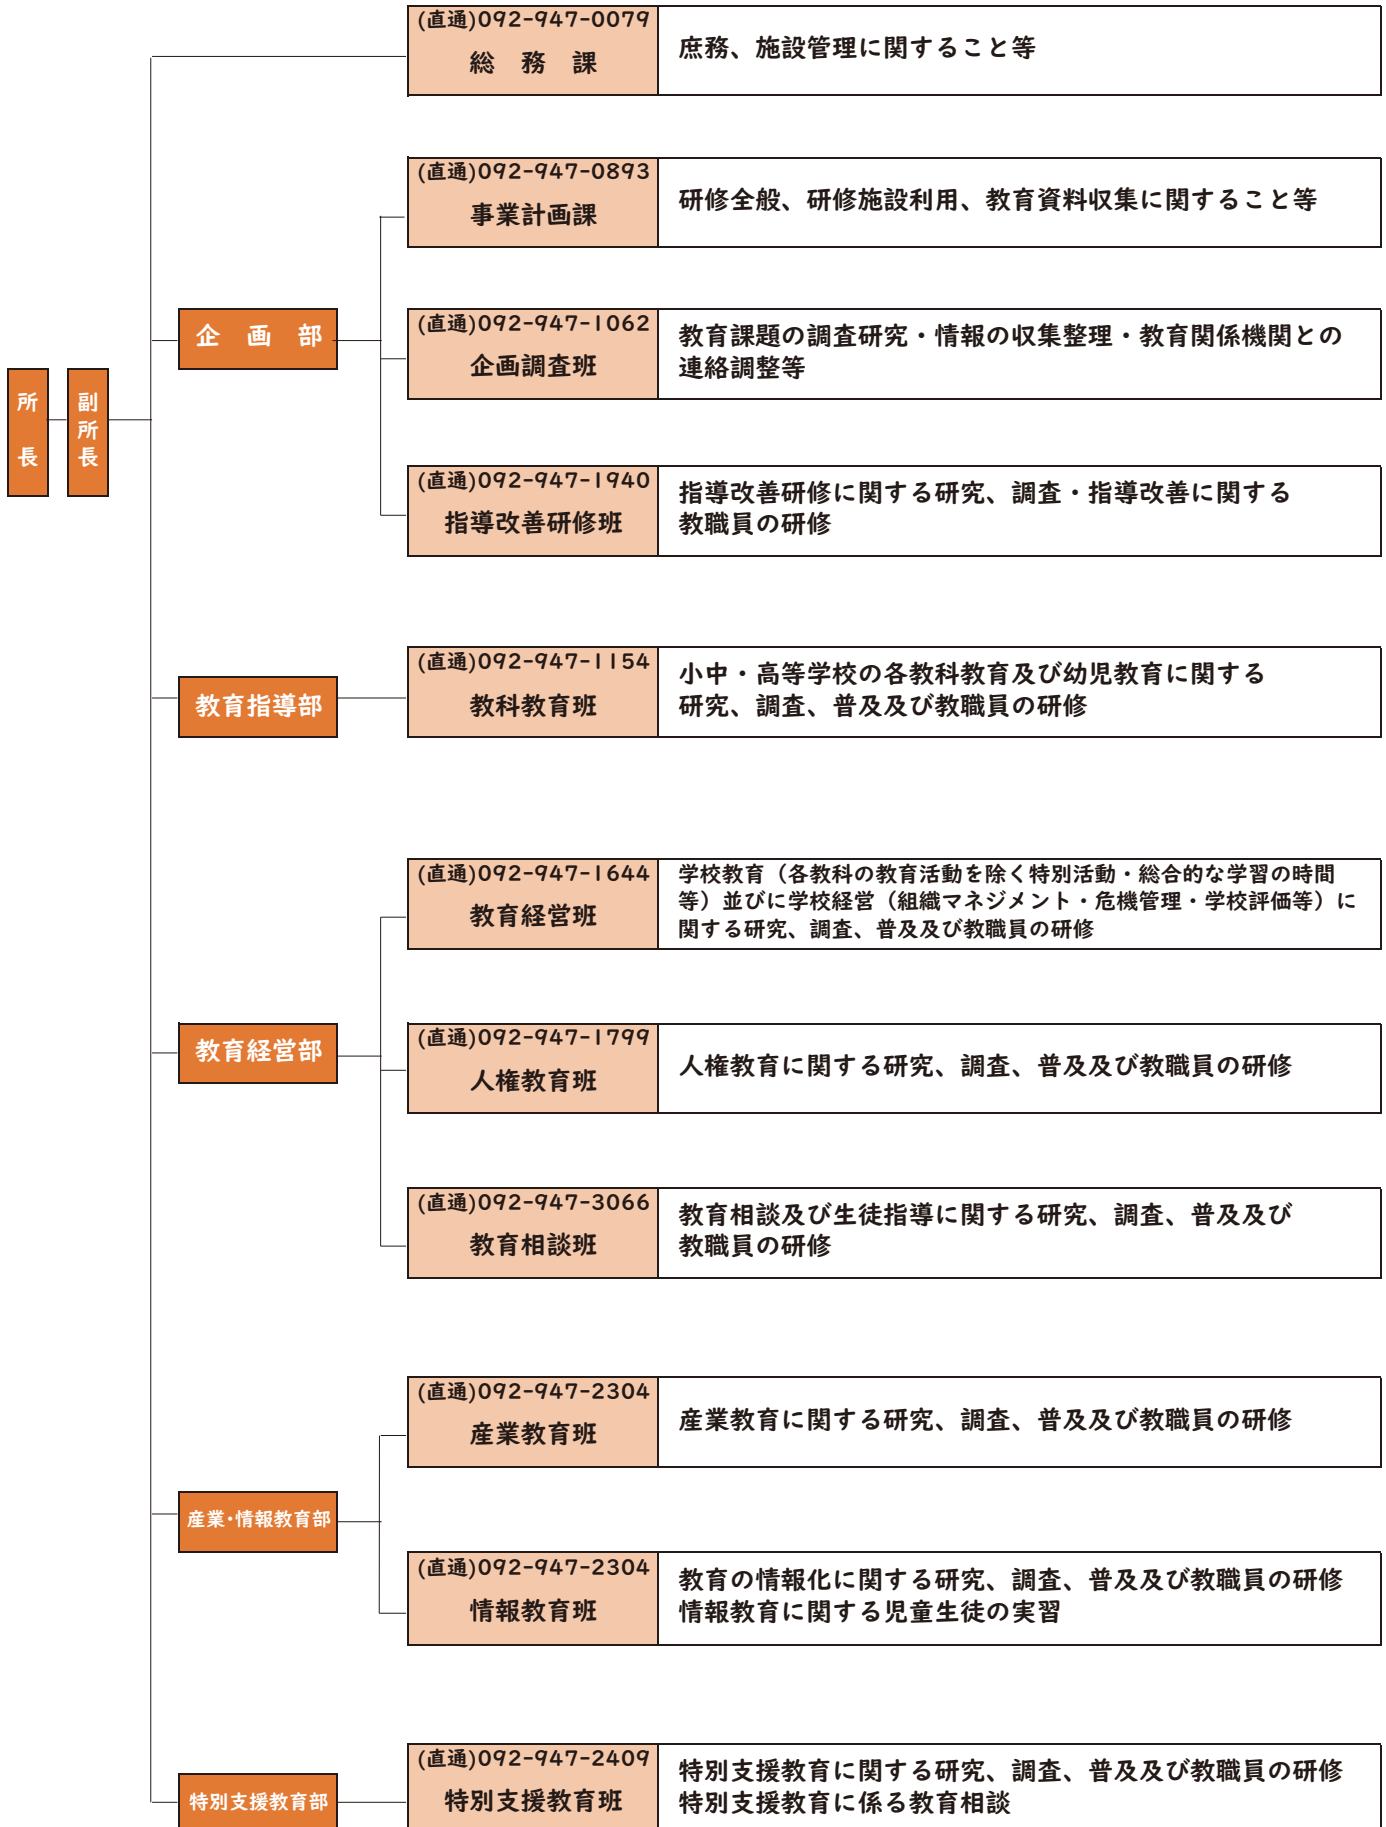 所長
副所長
(直通)092-947-0079
総務課
庶務、施設管理に関すること等
企画部
(直通)092-947-0893
事業計画課
研修全般、研修施設利用、教育資料収集に関すること等
(直通)092-947-1062
企画調査班
教育課題の調査研究・情報の収集整理・教育関係機関との
連絡調整等
(直通)092-947-1940
指導改善研修班
指導改善研修に関する研究、調査・指導改善に関する
教職員の研修
教育指導部
(直通)092-947-1154
教科教育班
小中・高等学校の各教科教育及び幼児教育に関する
研究、調査、普及及び教職員の研修
教育経営部
(直通)092-947-1644
教育経営班
学校教育（各教科の教育活動を除く特別活動・総合的な学習の時間
等）並びに学校経営（組織マネジメント・危機管理・学校評価等）に
関する研究、調査、普及及び教職員の研修
(直通)092-947-1799
人権教育班
人権教育に関する研究、調査、普及及び教職員の研修
(直通)092-947-3066
教育相談班
教育相談及び生徒指導に関する研究、調査、普及及び
教職員の研修
産業・情報教育部
(直通)092-947-2304
産業教育班
産業教育に関する研究、調査、普及及び教職員の研修
(直通)092-947-2304
情報教育班
教育の情報化に関する研究、調査、普及及び教職員の研修
情報教育に関する児童生徒の実習
特別支援教育部
(直通)092-947-2409
特別支援教育班
特別支援教育に関する研究、調査、普及及び教職員の研修
特別支援教育に係る教育相談